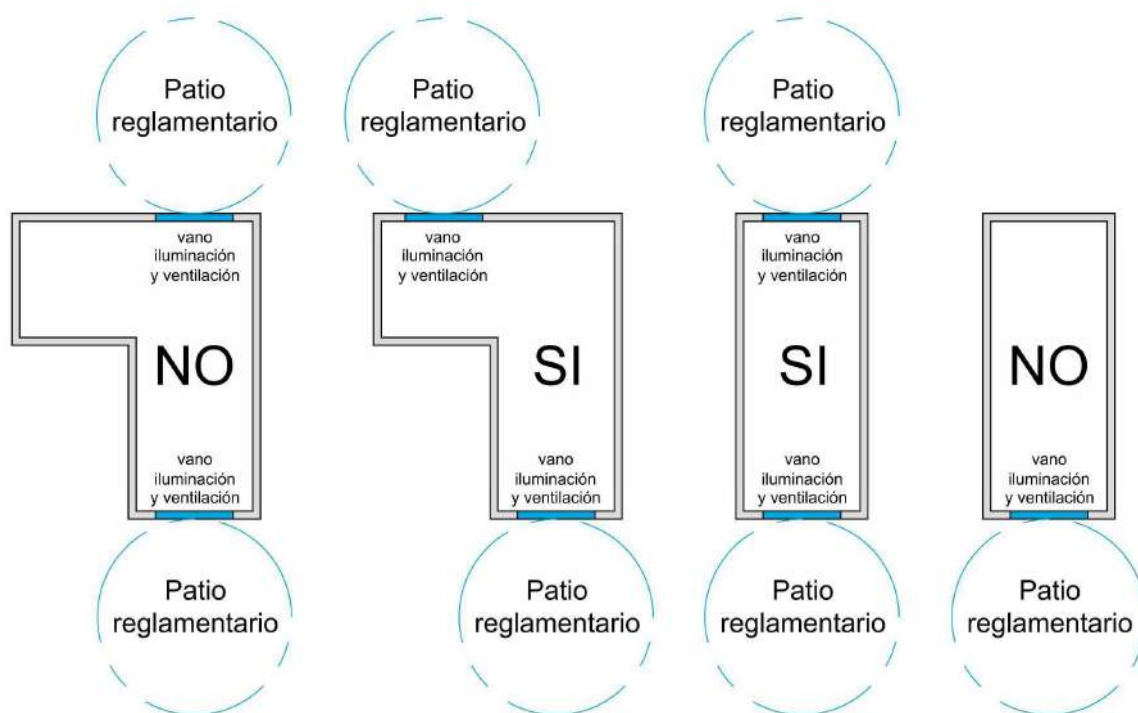 Patio
reglamentario
Patio
reglamentario
Patio
reglamentario
vano
iluminación
y ventilación
vano
iluminación
y ventilación
vano
iluminación
y ventilación
NO
SI
SI
NO
vano
iluminación
y ventilación
vano
iluminación
y ventilación
vano
iluminación
y ventilación
vano
iluminación
y ventilación
Patio
reglamentario
Patio
reglamentario
Patio
reglamentario
Patio
reglamentario